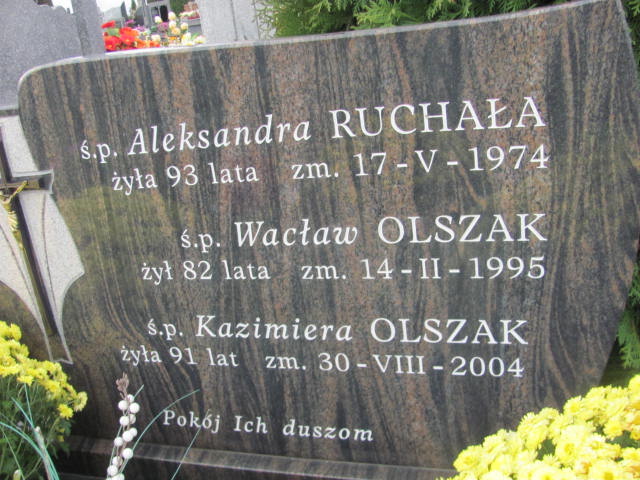 ś.p. Aleksandra RUCHAŁA
żyła 93 lata zm. 17-V-1974
ś.p. Wacław OLSZAK
żył 82 lata zm. 14-II-1995
ś.p. Kazimiera OLSZAK
żyła 91 lat zm. 30-VIII-2004
Pokój Ich duszom